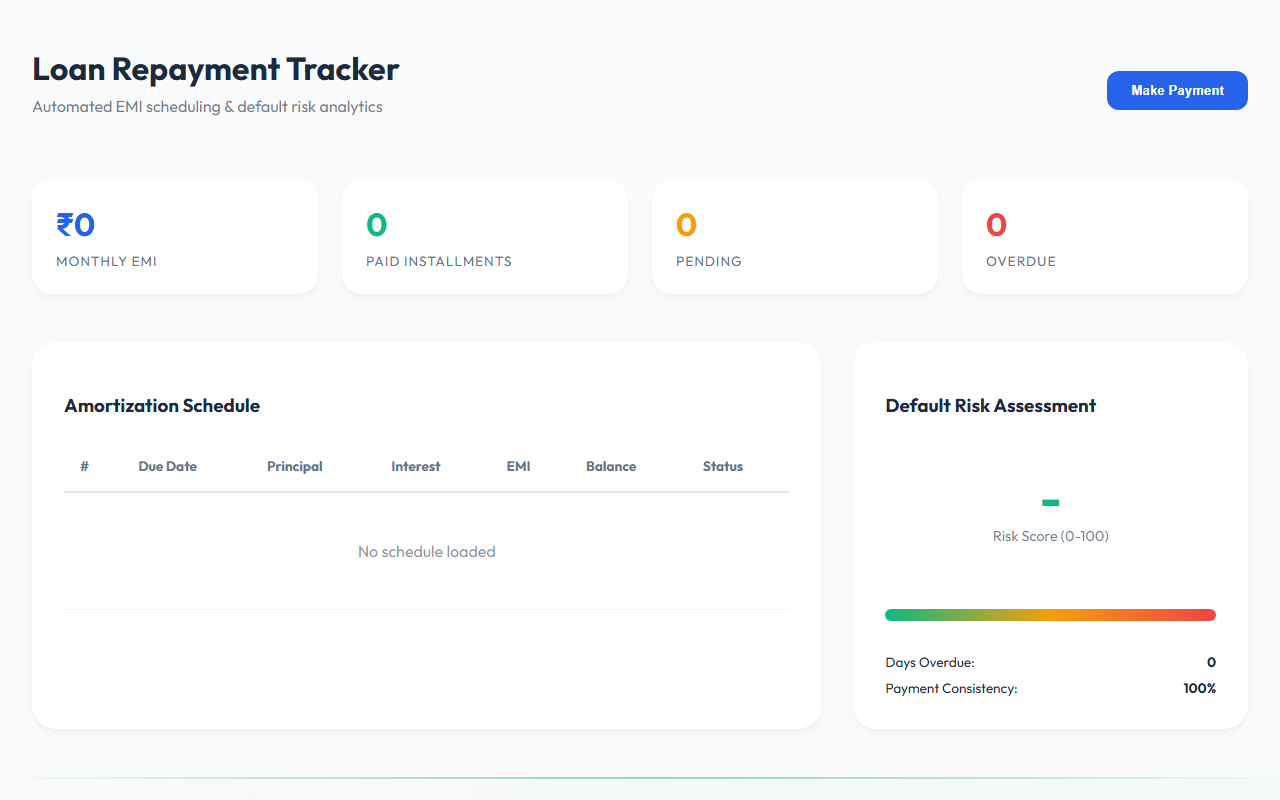 Loan Repayment Tracker
Automated EMI scheduling & default risk analytics
Make Payment
₹0
MONTHLY EMI
0
PAID INSTALLMENTS
0
PENDING
0
OVERDUE
Amortization Schedule
# Due Date Principal Interest EMI Balance Status
No schedule loaded
Default Risk Assessment
-
Risk Score (0-100)
Days Overdue: 0
Payment Consistency: 100%